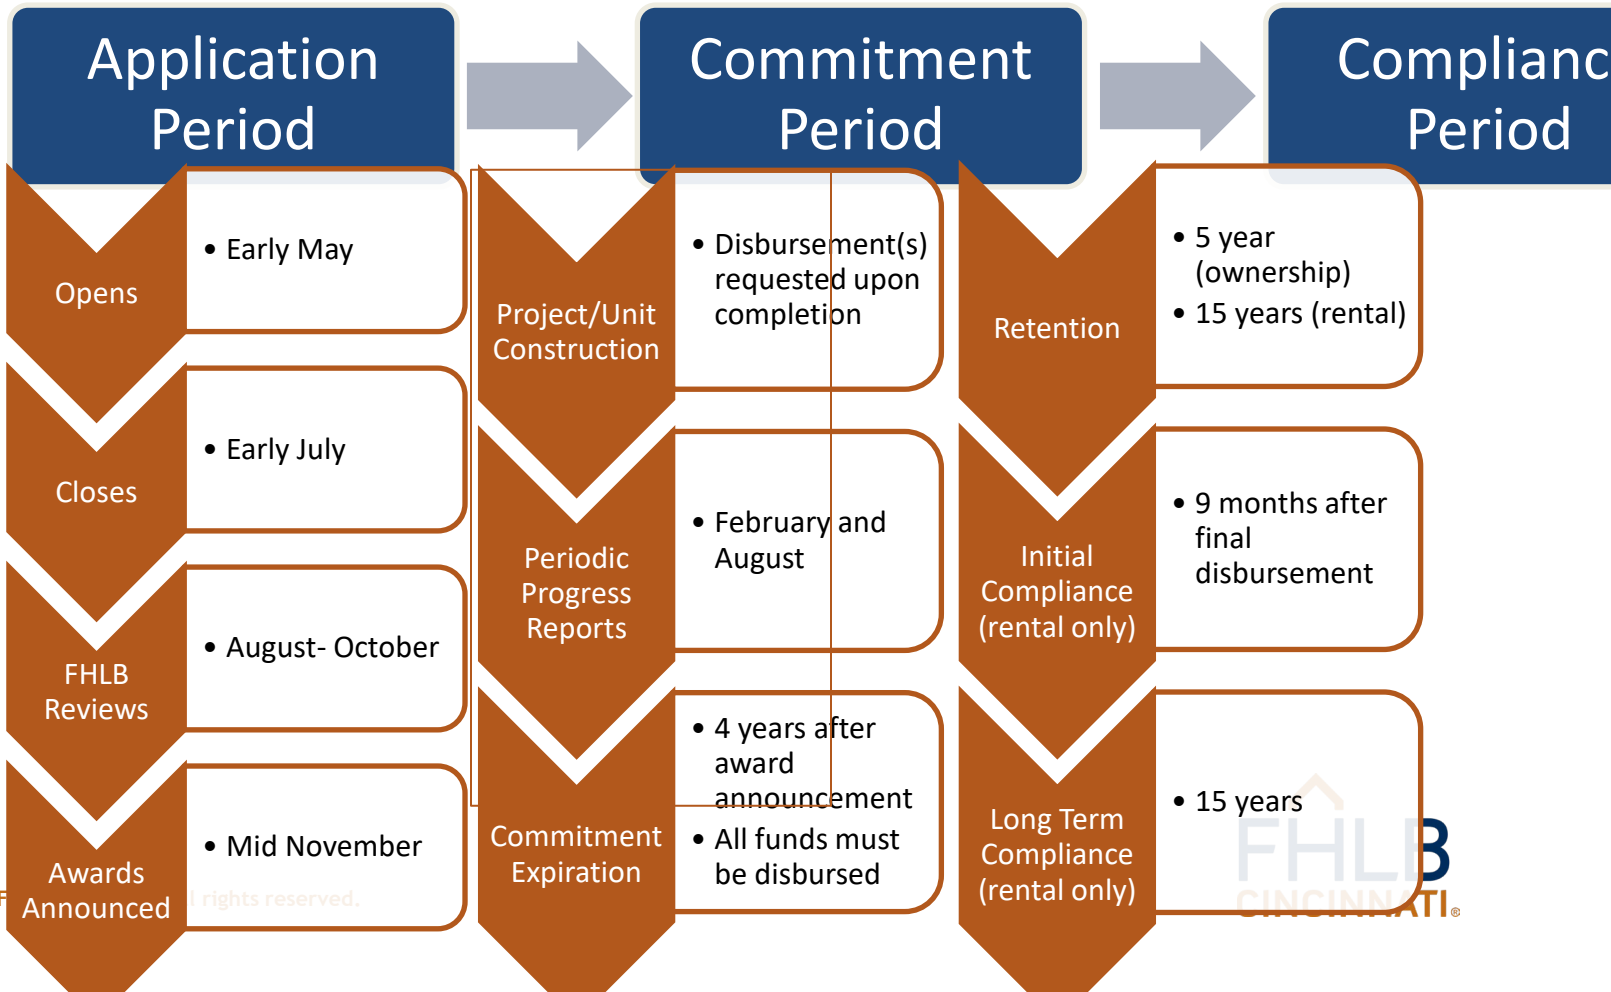 Application
Period
Commitment
Period
Complianc
Period
Opens
• Early May
Closes
• Early July
FHLB
Reviews
• August- October
Awards
Announced
• Mid November
Project/Unit
Construction
• Disbursement(s)
requested upon
completion
Periodic
Progress
Reports
• February and
August
Commitment
Expiration
• 4 years after
award
announcement
• All funds must
be disbursed
Retention
• 5 year
(ownership)
• 15 years (rental)
Initial
Compliance
(rental only)
• 9 months after
final
disbursement
Long Term
Compliance
(rental only)
• 15 years
rights reserved.
FHLB
CINCINNATI®